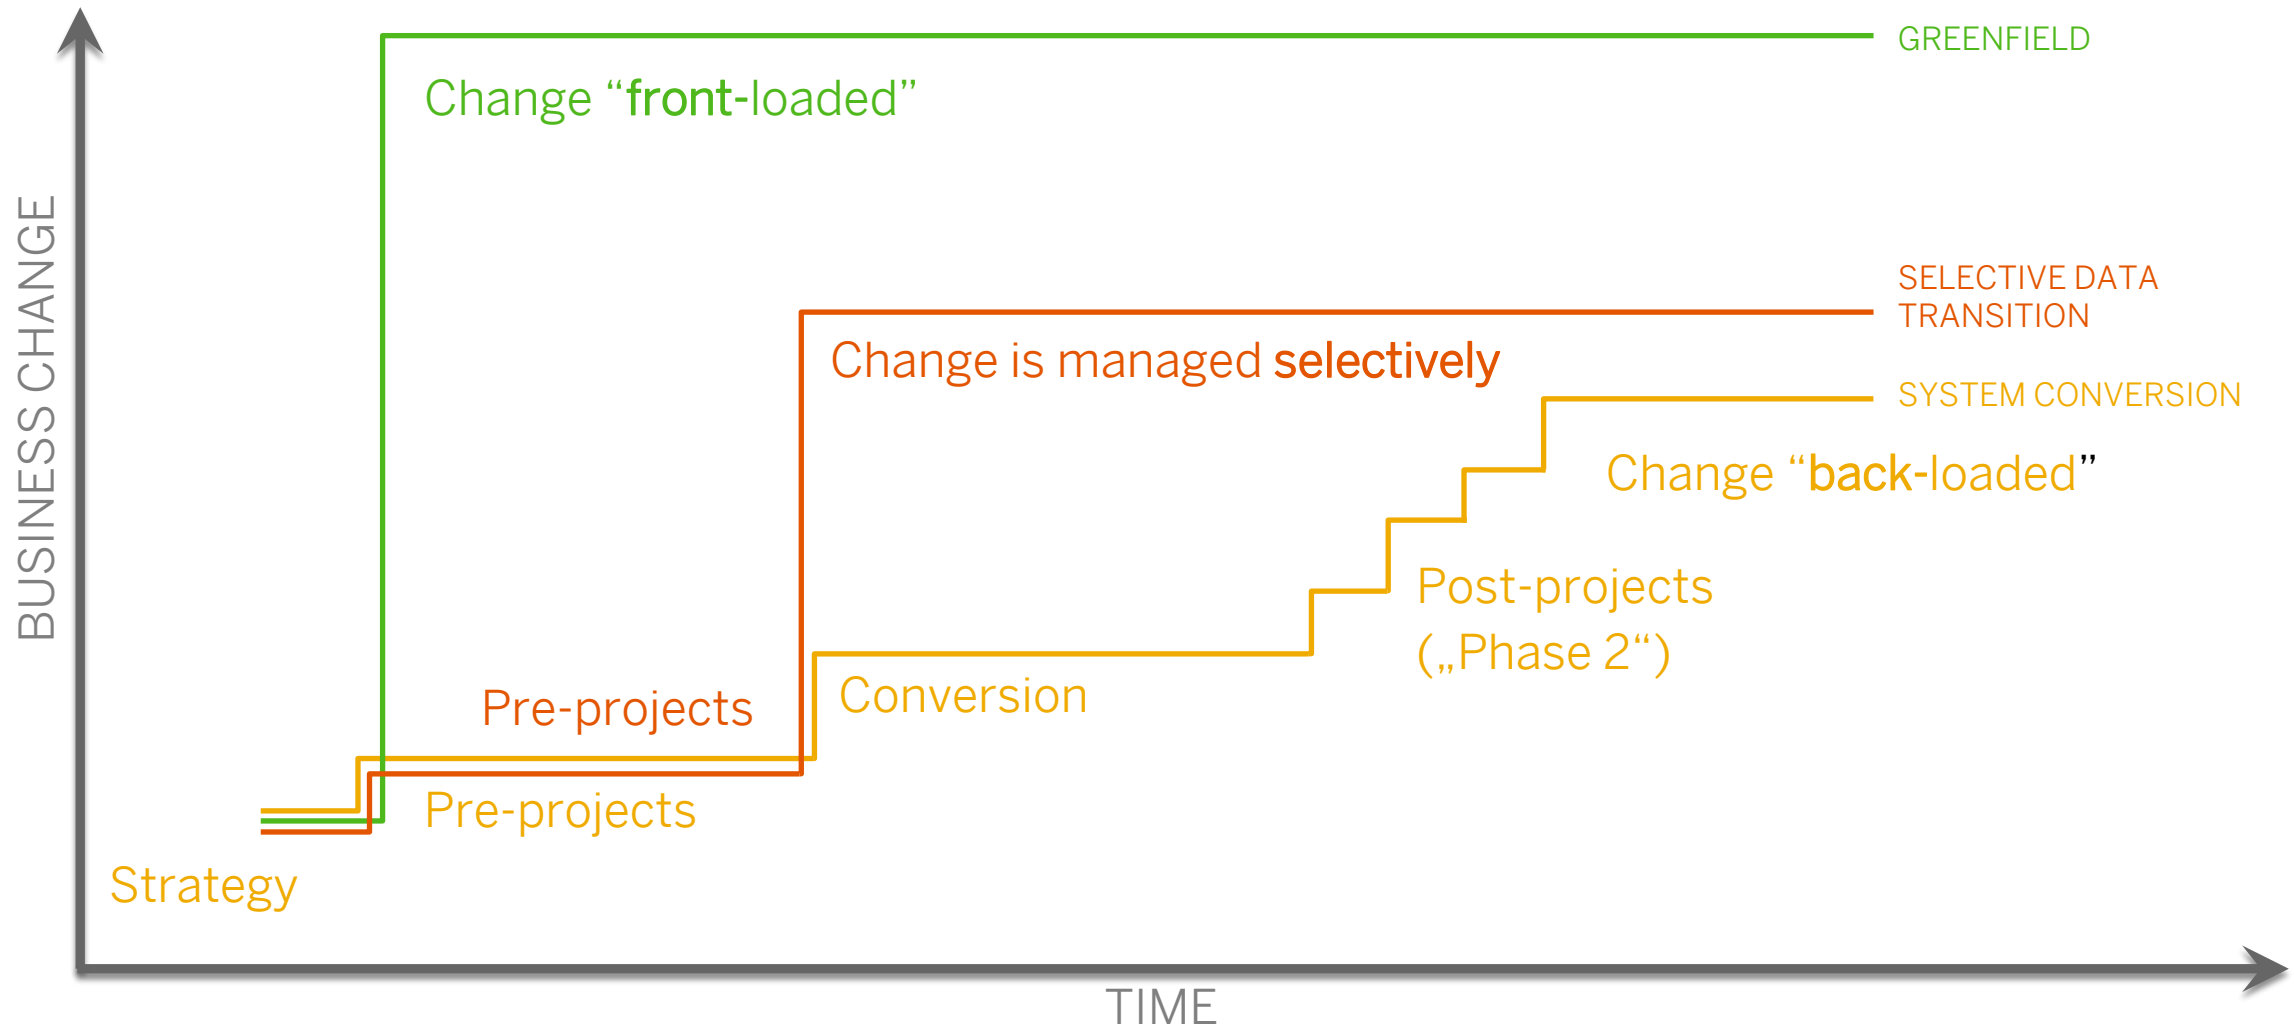 GREENFIELD
Change “front-loaded”
BUSINESS CHANGE
SELECTIVE DATA
TRANSITION
Change is managed selectively
SYSTEM CONVERSION
Change “back-loaded”
Post-projects
(„Phase 2“)
Pre-projects
Conversion
Pre-projects
Strategy
TIME